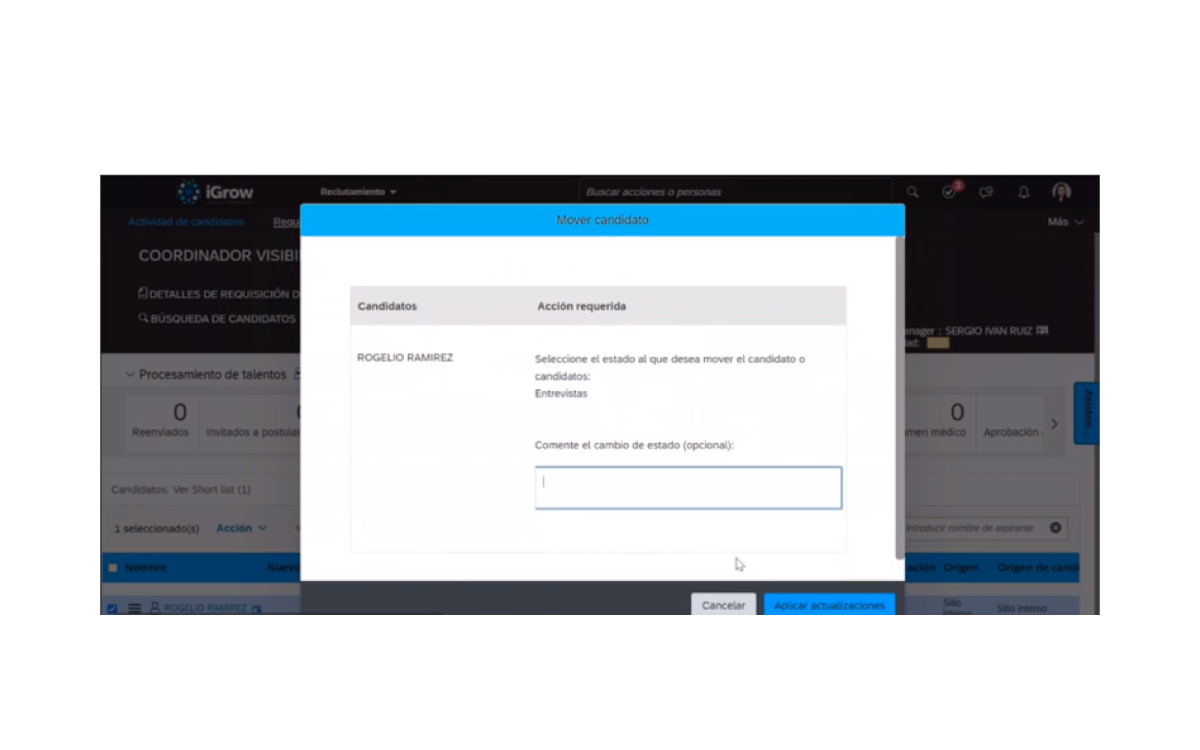 iGrow
Reclutamiento
Buscar acciones o personas
3
Actividad de candidatos
Requ
Más
Mover candidato
COORDINADOR VISIBI
DETALLES DE REQUISICIÓN D
BÚSQUEDA DE CANDIDATOS
anager : SERGIO IVAN RUIZ
dad:
Candidatos Acción requerida
ROGELIO RAMIREZ
Seleccione el estado al que desea mover el candidato o
candidatos:
Entrevistas
Comente el cambio de estado (opcional):
Procesamiento de talentos
0
Reenviados
Invitados a postular
0
men médico
Aprobación
Asisten...
Candidatos: Ver Short list (1)
1 seleccionado(s) Acción
introducir nombre de aspirante
Nombre Nuevo
ación Origen Origen de candi
ROGELIO RAMIREZ
Sitio
interno
Sitio interno
Cancelar
Aplicar actualizaciones